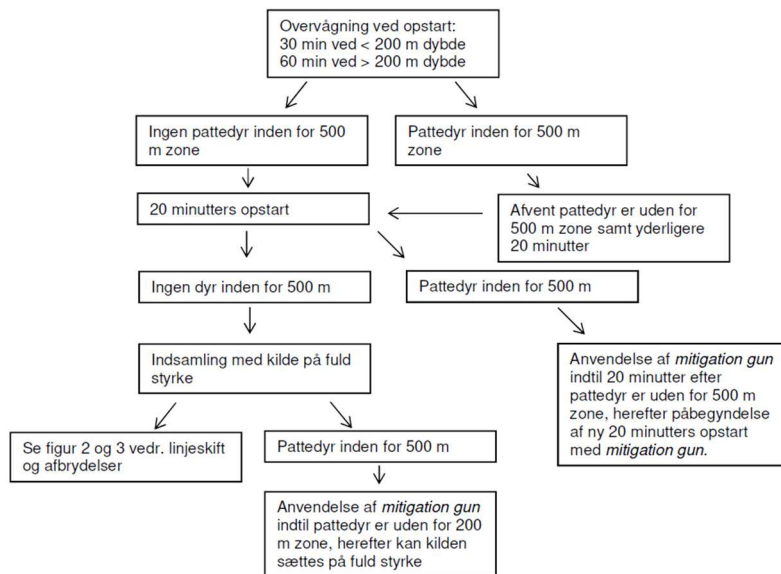 Overvågning ved opstart:
30 min ved < 200 m dybde
60 min ved > 200 m dybde
Ingen pattedyr inden for 500
m zone
Pattedyr inden for 500 m
zone
20 minutters opstart
Afvent pattedyr er uden for
500 m zone samt yderligere
20 minutter
Ingen dyr inden for 500 m
Pattedyr inden for 500 m
Indsamling med kilde på fuld
styrke
Anvendelse af mitigation gun
indtil 20 minutter efter
pattedyr er uden for 500 m
zone, herefter påbegyndelse
af ny 20 minutters opstart
med mitigation gun.
Se figur 2 og 3 vedr. linjeskift
og afbrydelser
Pattedyr inden for 500 m
Anvendelse af mitigation gun
indtil pattedyr er uden for 200
m zone, herefter kan kilden
sættes på fuld styrke